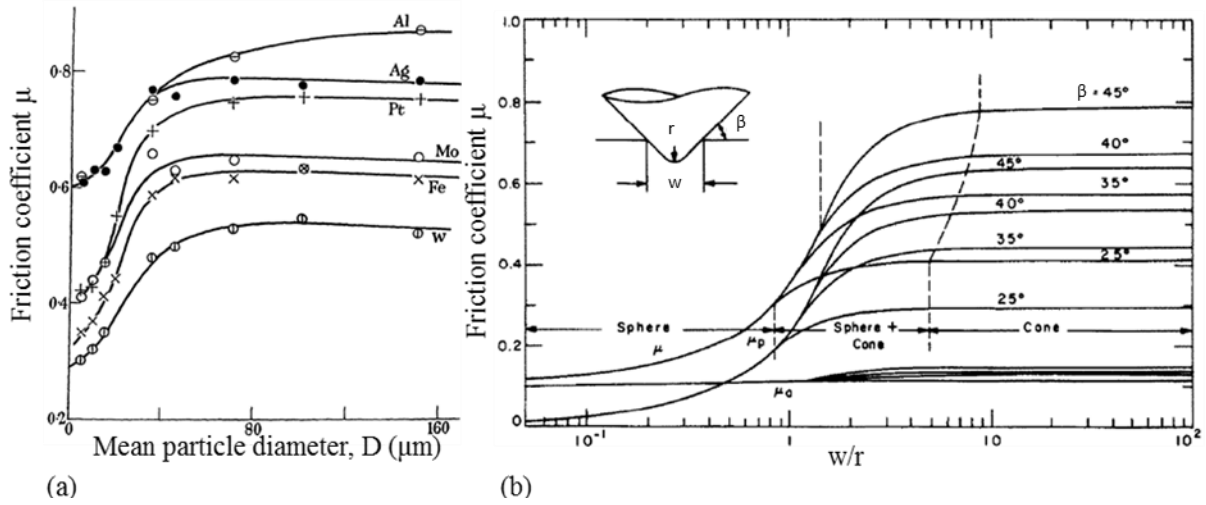 Friction coefficient μ
0·8
0·6
0·4
0·2
Al
Ag
Pt
Mo
Fe
W
0
80
160
Mean particle diameter, D (μm)
(a)
Friction coefficient μ
1.0
0.8
0.6
0.4
0.2
0
r
β
w
β = 45°
40°
45°
35°
40°
35°
25°
25°
Sphere
μ
μp
Sphere +
Cone
Cone
μa
10⁻¹
1
10
10²
w/r
(b)